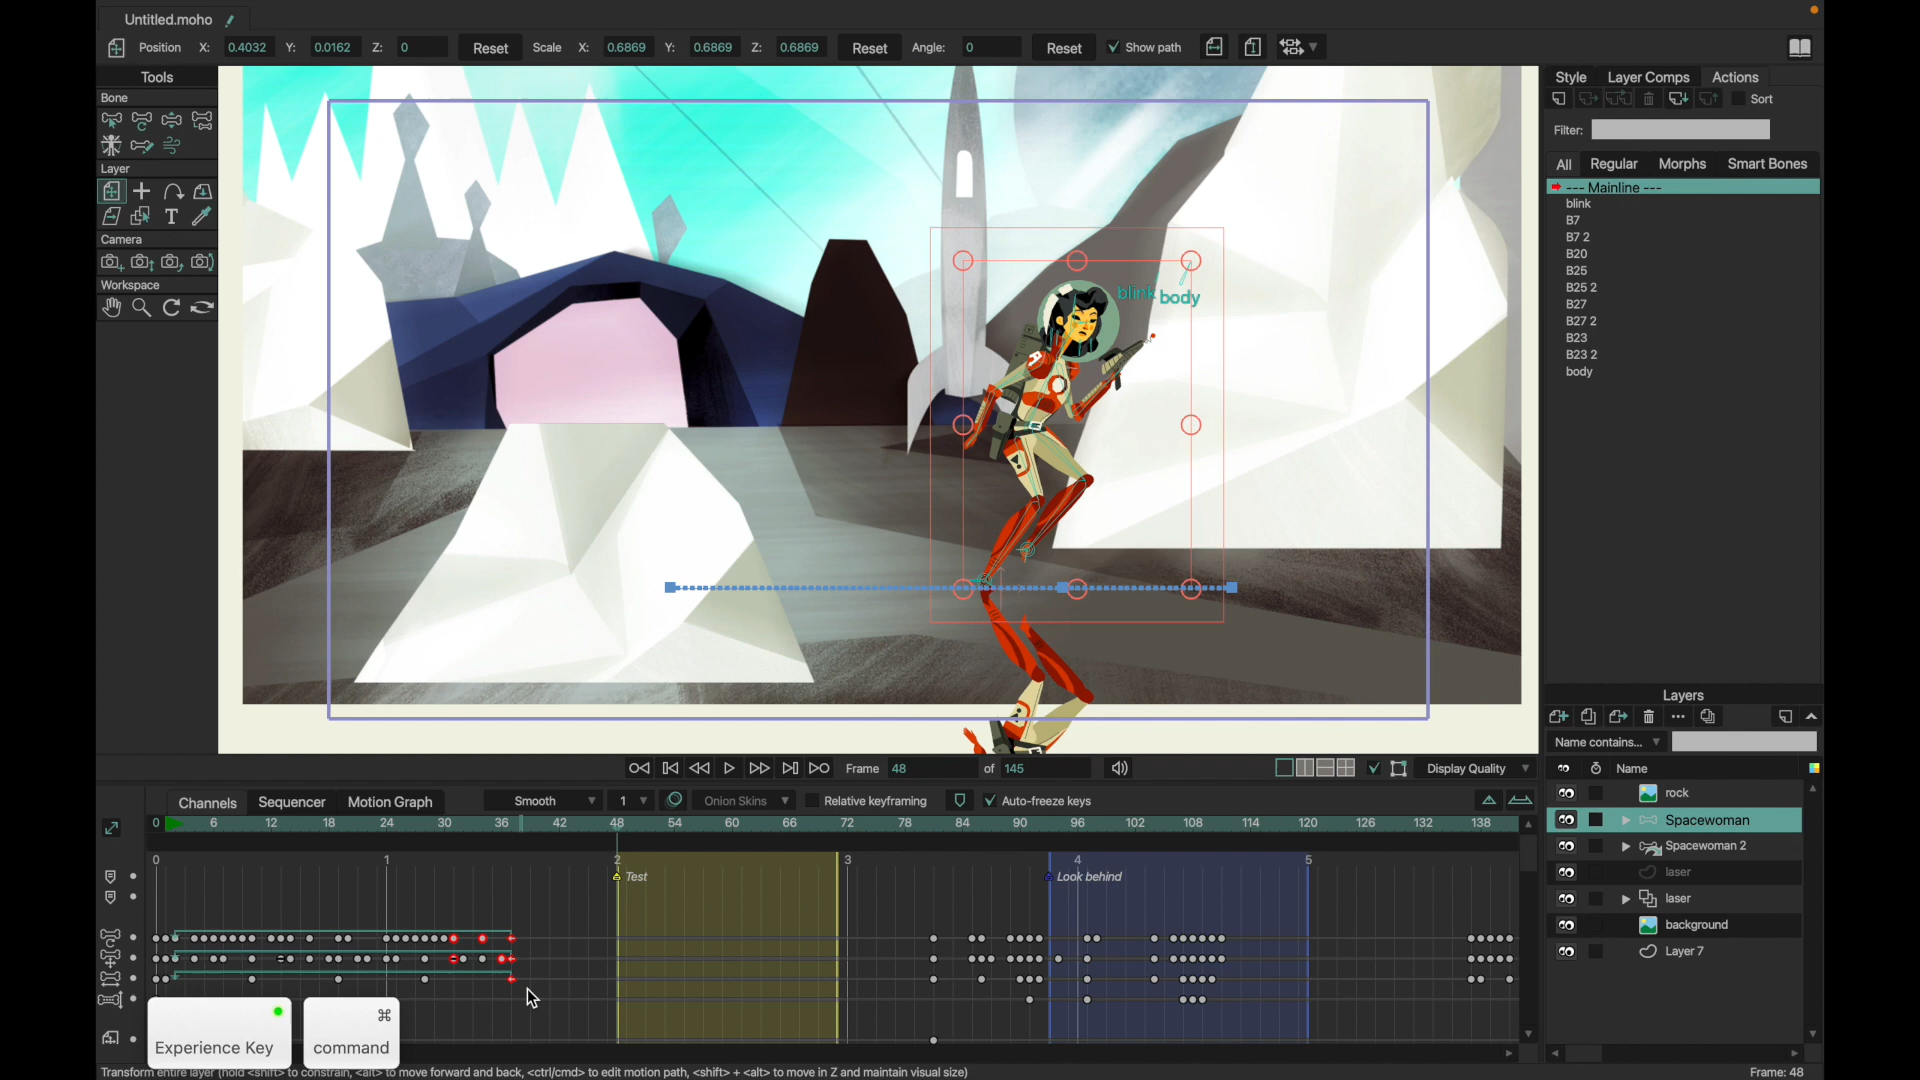 Untitled.moho
Position X: 0.4032 Y: 0.0162 Z: 0 Reset Scale X: 0.6869 Y: 0.6869 Z: 0.6869 Reset Angle: 0 Reset Show path
Tools
Bone
Layer
T
Camera
Workspace
blink body
Style Layer Comps Actions
Sort
Filter:
All Regular Morphs Smart Bones
--- Mainline ---
blink
B7
B7 2
B20
B25
B25 2
B27
B27 2
B23
B23 2
body
Layers
Name contains...
Name
rock
Spacewoman
Spacewoman 2
laser
laser
background
Layer 7
Frame 48 of 145 Display Quality
Channels Sequencer Motion Graph Smooth 1 Onion Skins Relative keyframing Auto-freeze keys
0 6 12 18 24 30 36 42 48 54 60 66 72 78 84 90 96 102 108 114 120 126 132 138
0 1 2 3 4 5
Test Look behind
Experience Key
⌘
command
Transform entire layer (hold <shift> to constrain, <alt> to move forward and back, <ctrl/cmd> to edit motion path, <shift> + <alt> to move in Z and maintain visual size)
Frame: 48